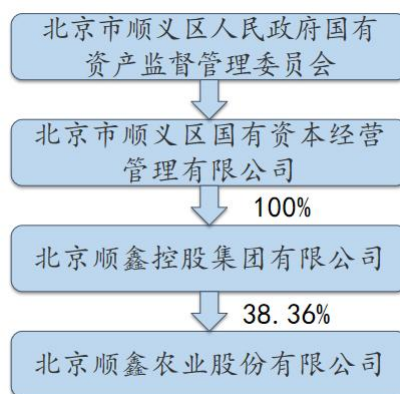 北京市顺义区人民政府国有
资产监督管理委员会
北京市顺义区国有资本经营
管理有限公司
100%
北京顺鑫控股集团有限公司
38.36%
北京顺鑫农业股份有限公司